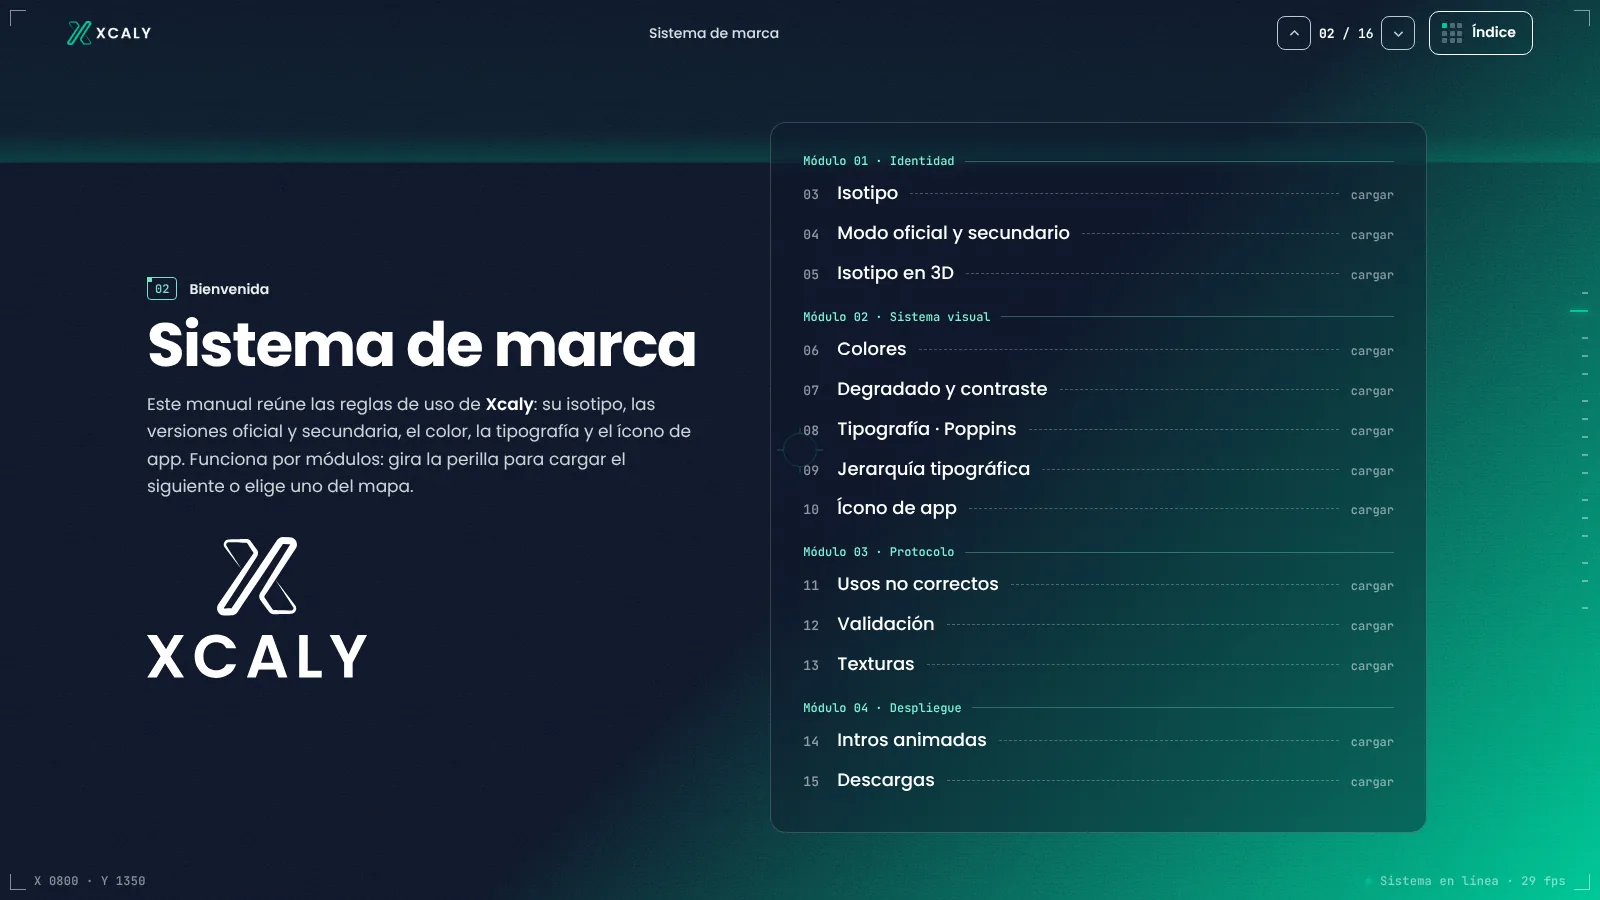 XCALY
Sistema de marca
02 / 16
Índice
02 Bienvenida
Sistema de marca
Este manual reúne las reglas de uso de Xcaly: su isotipo, las
versiones oficial y secundaria, el color, la tipografía y el ícono de
app. Funciona por módulos: gira la perilla para cargar el
siguiente o elige uno del mapa.
XCALY
Módulo 01 · Identidad
03 Isotipo cargar
04 Modo oficial y secundario cargar
05 Isotipo en 3D cargar
Módulo 02 · Sistema visual
06 Colores cargar
07 Degradado y contraste cargar
08 Tipografía · Poppins cargar
09 Jerarquía tipográfica cargar
10 Ícono de app cargar
Módulo 03 · Protocolo
11 Usos no correctos cargar
12 Validación cargar
13 Texturas cargar
Módulo 04 · Despliegue
14 Intros animadas cargar
15 Descargas cargar
X 0800 · Y 1350
Sistema en línea · 29 fps